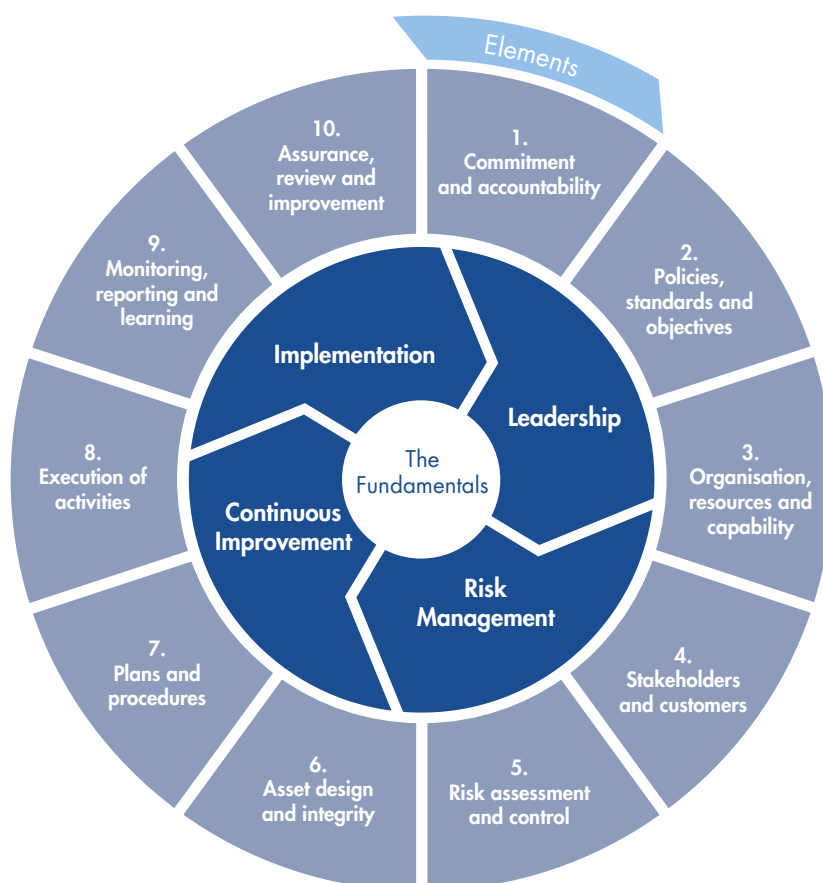 Elements
1.
Commitment
and accountability
2.
Policies,
standards and
objectives
3.
Organisation,
resources and
capability
4.
Stakeholders
and customers
5.
Risk assessment
and control
6.
Asset design
and integrity
7.
Plans and
procedures
8.
Execution of
activities
9.
Monitoring,
reporting and
learning
10.
Assurance,
review and
improvement
Implementation
Leadership
Risk
Management
Continuous
Improvement
The
Fundamentals